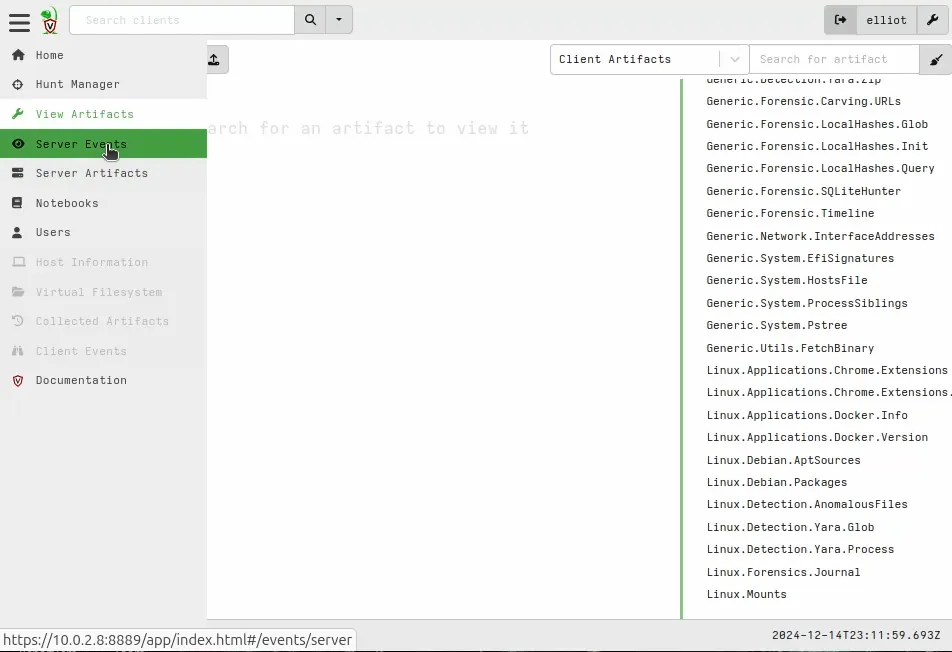 Search clients
elliot
Home
Hunt Manager
View Artifacts
Server Events
Server Artifacts
Notebooks
Users
Host Information
Virtual Filesystem
Collected Artifacts
Client Events
Documentation
Client Artifacts
Search for artifact
arch for an artifact to view it
Generic.Detection.Yara.Zip
Generic.Forensic.Carving.URLs
Generic.Forensic.LocalHashes.Glob
Generic.Forensic.LocalHashes.Init
Generic.Forensic.LocalHashes.Query
Generic.Forensic.SQLiteHunter
Generic.Forensic.Timeline
Generic.Network.InterfaceAddresses
Generic.System.EfiSignatures
Generic.System.HostsFile
Generic.System.ProcessSiblings
Generic.System.Pstree
Generic.Utils.FetchBinary
Linux.Applications.Chrome.Extensions
Linux.Applications.Chrome.Extensions.
Linux.Applications.Docker.Info
Linux.Applications.Docker.Version
Linux.Debian.AptSources
Linux.Debian.Packages
Linux.Detection.AnomalousFiles
Linux.Detection.Yara.Glob
Linux.Detection.Yara.Process
Linux.Forensics.Journal
Linux.Mounts
https://10.0.2.8:8889/app/index.html#/events/server
2024-12-14T23:11:59.693Z